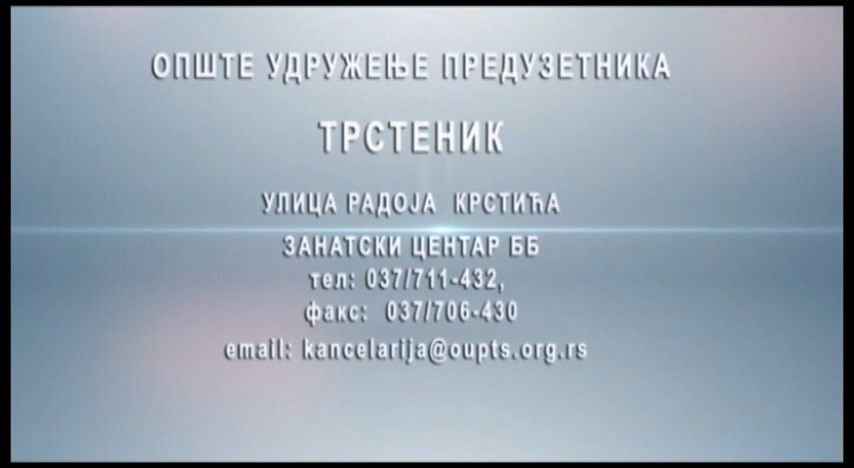 ОПШТЕ УДРУЖЕЊЕ ПРЕДУЗЕТНИКА
ТРСТЕНИК
УЛИЦА РАДОЈА КРСТИЋА
ЗАНАТСКИ ЦЕНТАР ББ
тел: 037/711-432,
факс: 037/706-430
email: kancelarija@oupts.org.rs